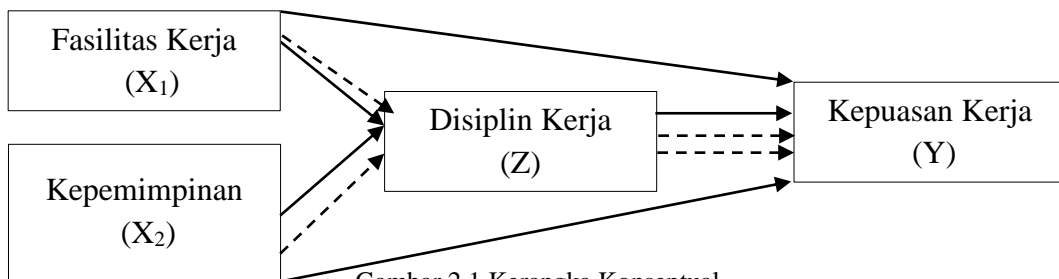 Fasilitas Kerja
(X₁)
Disiplin Kerja
(Z)
Kepuasan Kerja
(Y)
Kepemimpinan
(X₂)
Gambar 2.1 Kerangka Konseptual